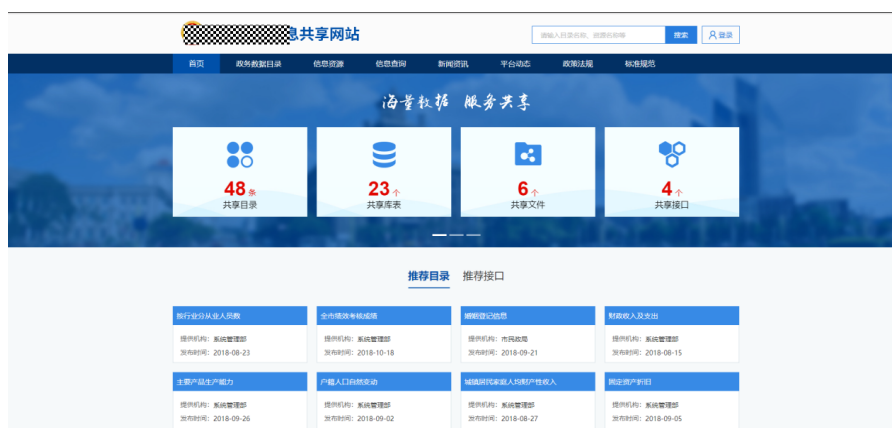 息共享网站
请输入目录名称、资源名称等
搜索
登录
首页 政务数据目录 信息资源 信息查询 新闻资讯 平台动态 政策法规 标准规范
海量数据 服务共享
48条 23个 6个 4个
共享目录 共享库表 共享文件 共享接口
推荐目录 推荐接口
按行业分从业人员数 全市绩效考核成绩 婚姻登记信息 财政收入及支出
提供机构: 系统管理部 提供机构: 系统管理部 提供机构: 市民政局 提供机构: 系统管理部
发布时间: 2018-08-23 发布时间: 2018-10-18 发布时间: 2018-09-21 发布时间: 2018-08-15
主要产品生产能力 户籍人口自然变动 城镇居民家庭人均财产性收入 固定资产折旧
提供机构: 系统管理部 提供机构: 系统管理部 提供机构: 系统管理部 提供机构: 系统管理部
发布时间: 2018-09-26 发布时间: 2018-09-02 发布时间: 2018-08-27 发布时间: 2018-09-05